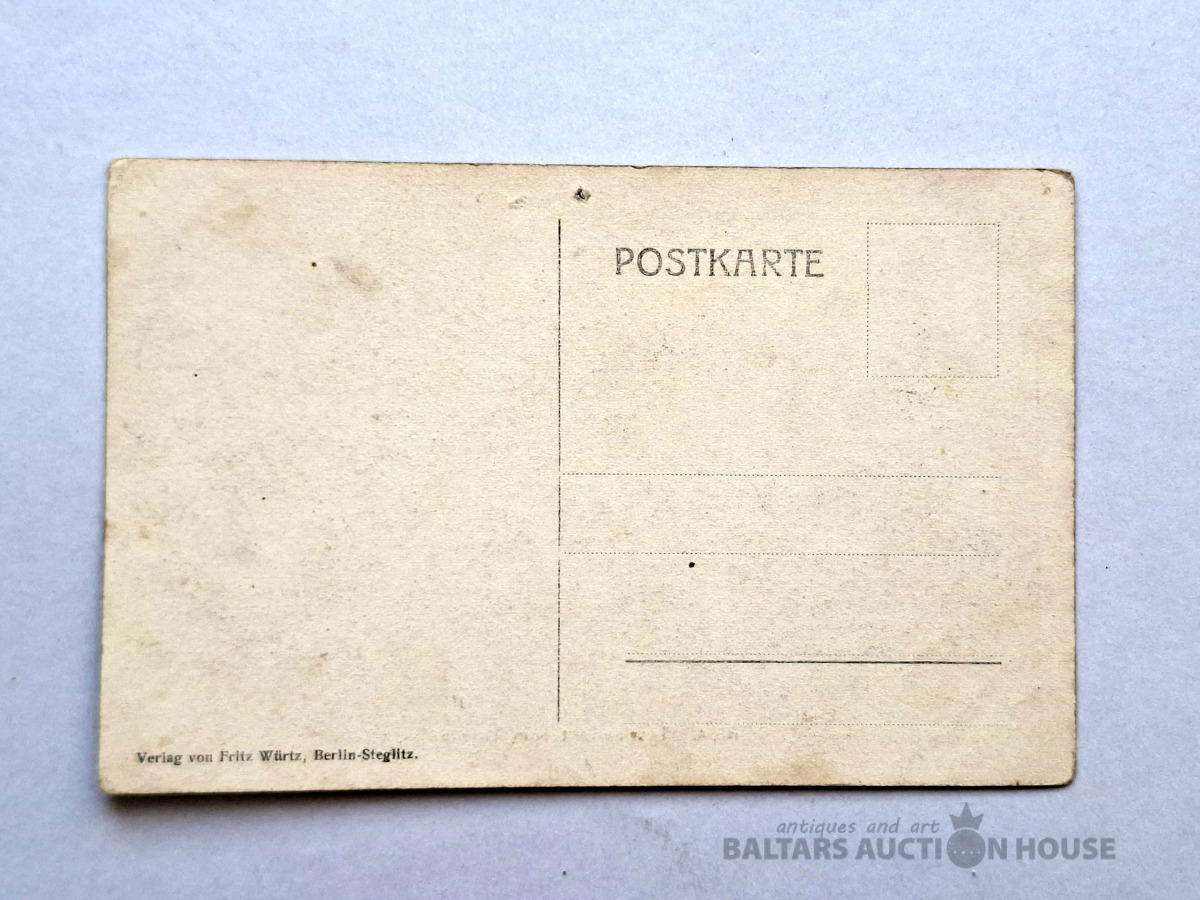 POSTKARTE
Verlag von Fritz Würtz, Berlin-Steglitz.
antiques and art
BALTARS AUCTION HOUSE